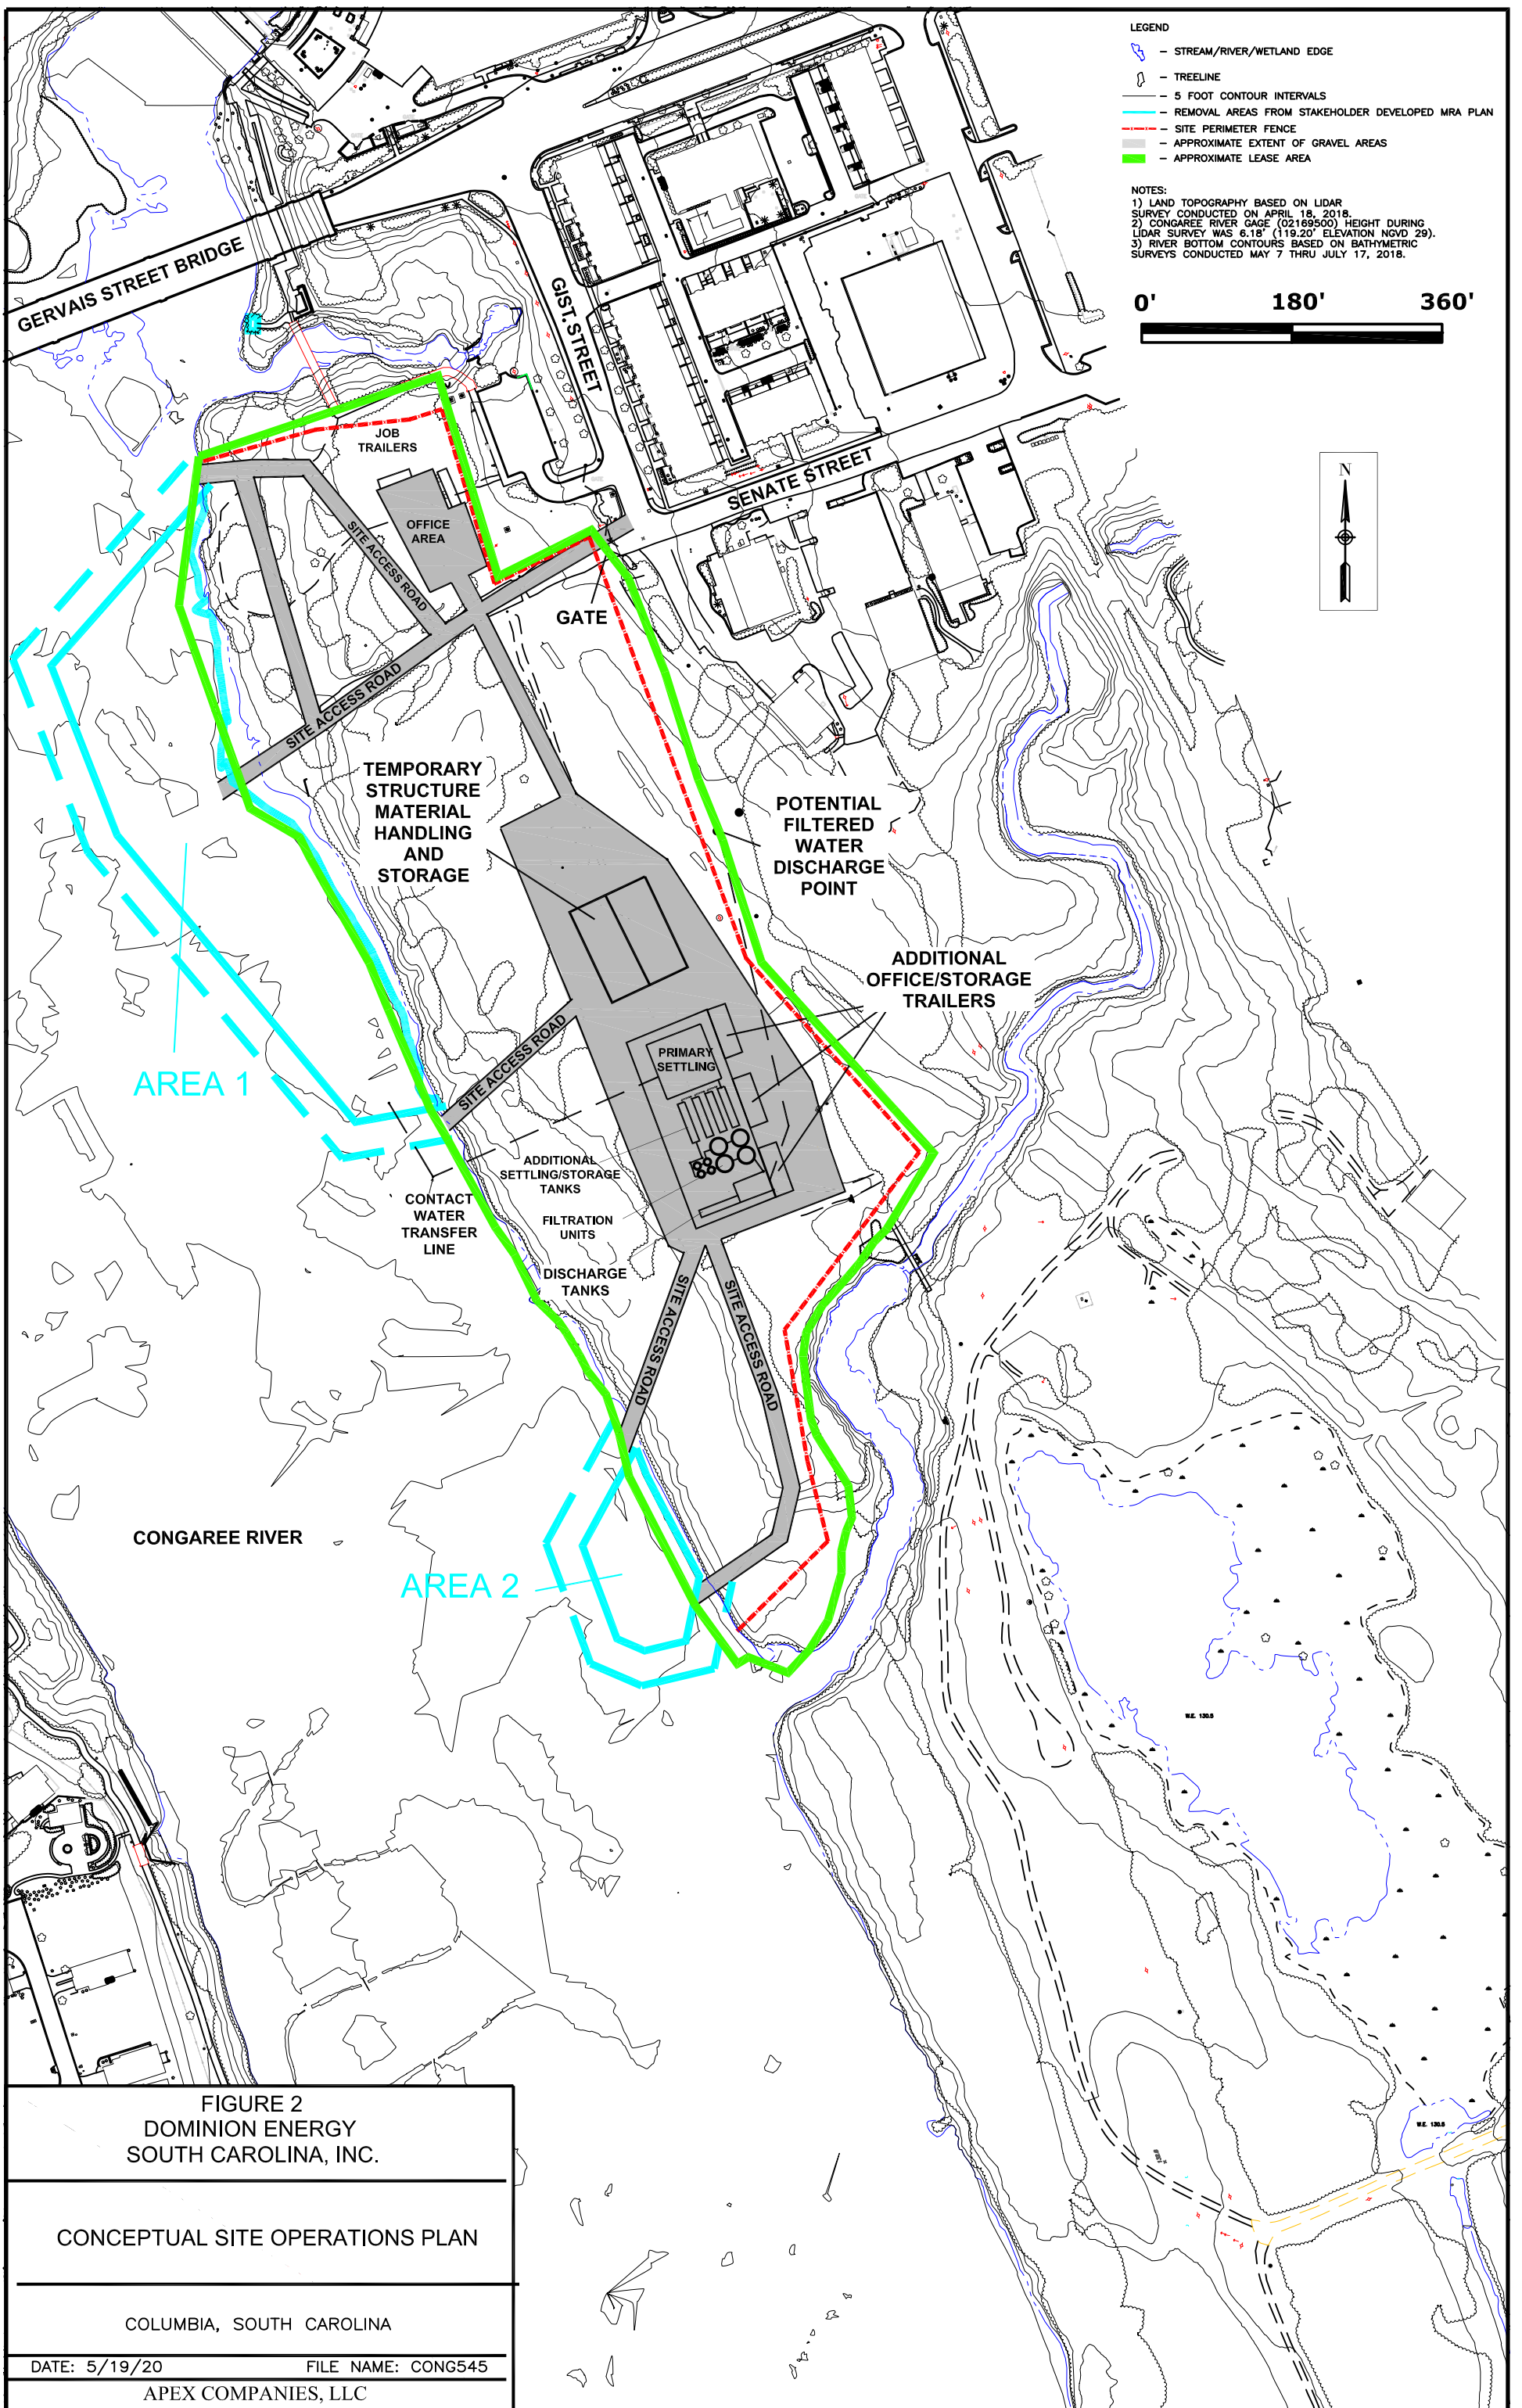 LEGEND
– STREAM/RIVER/WETLAND EDGE
– TREELINE
– 5 FOOT CONTOUR INTERVALS
– REMOVAL AREAS FROM STAKEHOLDER DEVELOPED MRA PLAN
– SITE PERIMETER FENCE
– APPROXIMATE EXTENT OF GRAVEL AREAS
– APPROXIMATE LEASE AREA
NOTES:
1) LAND TOPOGRAPHY BASED ON LIDAR
SURVEY CONDUCTED ON APRIL 18, 2018.
2) CONGAREE RIVER GAGE (02169500) HEIGHT DURING
LIDAR SURVEY WAS 6.18' (119.20' ELEVATION NGVD 29).
3) RIVER BOTTOM CONTOURS BASED ON BATHYMETRIC
SURVEYS CONDUCTED MAY 7 THRU JULY 17, 2018.
0' 180' 360'
N
GERVAIS STREET BRIDGE
GIST. STREET
SENATE STREET
JOB
TRAILERS
OFFICE
AREA
SITE ACCESS ROAD
GATE
SITE ACCESS ROAD
TEMPORARY
STRUCTURE
MATERIAL
HANDLING
AND
STORAGE
POTENTIAL
FILTERED
WATER
DISCHARGE
POINT
ADDITIONAL
OFFICE/STORAGE
TRAILERS
AREA 1
SITE ACCESS ROAD
PRIMARY
SETTLING
ADDITIONAL
SETTLING/STORAGE
TANKS
CONTACT
WATER
TRANSFER
LINE
FILTRATION
UNITS
DISCHARGE
TANKS
SITE ACCESS ROAD
SITE ACCESS ROAD
CONGAREE RIVER
AREA 2
W.E. 130.5
W.E. 130.5
FIGURE 2
DOMINION ENERGY
SOUTH CAROLINA, INC.
CONCEPTUAL SITE OPERATIONS PLAN
COLUMBIA, SOUTH CAROLINA
DATE: 5/19/20 FILE NAME: CONG545
APEX COMPANIES, LLC